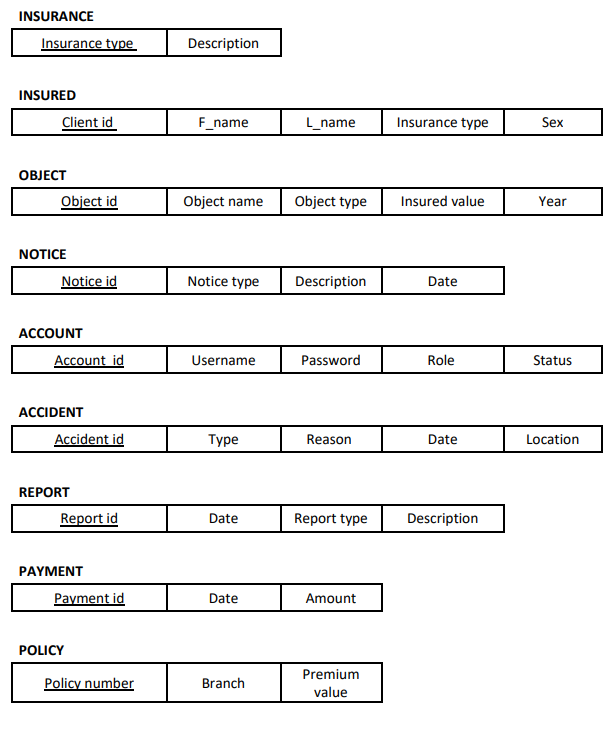 INSURANCE
Insurance type Description
INSURED
Client id F_name L_name Insurance type Sex
OBJECT
Object id Object name Object type Insured value Year
NOTICE
Notice id Notice type Description Date
ACCOUNT
Account id Username Password Role Status
ACCIDENT
Accident id Type Reason Date Location
REPORT
Report id Date Report type Description
PAYMENT
Payment id Date Amount
POLICY
Policy number Branch Premium value